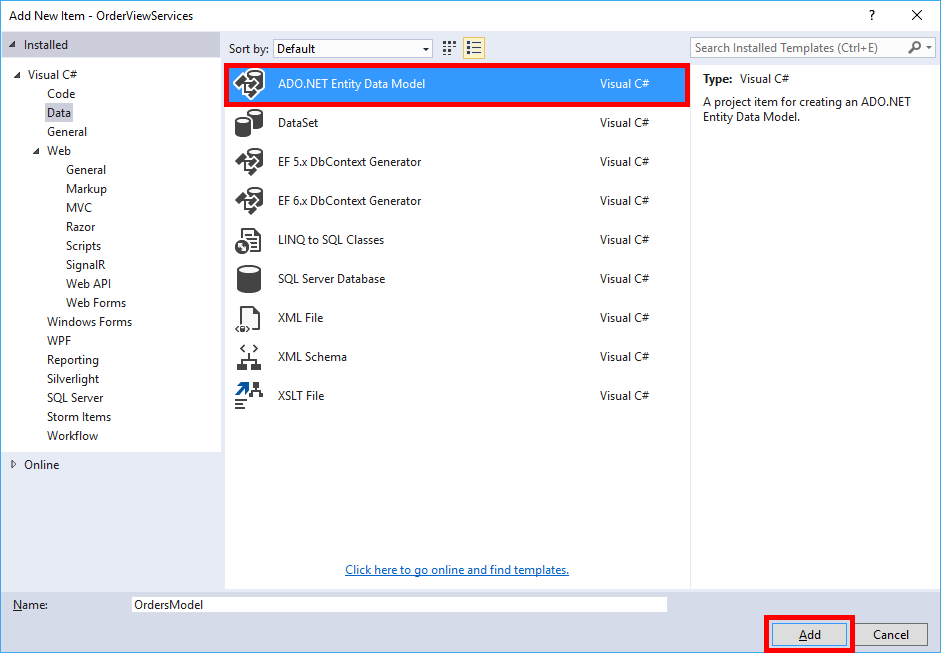 Add New Item - OrderViewServices
?
Installed
Sort by: Default
Search Installed Templates (Ctrl+E)
Visual C#
Code
Data
General
Web
General
Markup
MVC
Razor
Scripts
SignalR
Web API
Web Forms
Windows Forms
WPF
Reporting
Silverlight
SQL Server
Storm Items
Workflow
Online
ADO.NET Entity Data Model Visual C#
DataSet Visual C#
EF 5.x DbContext Generator Visual C#
EF 6.x DbContext Generator Visual C#
LINQ to SQL Classes Visual C#
SQL Server Database Visual C#
XML File Visual C#
XML Schema Visual C#
XSLT File Visual C#
Click here to go online and find templates.
Type: Visual C#
A project item for creating an ADO.NET
Entity Data Model.
Name: OrdersModel
Add Cancel